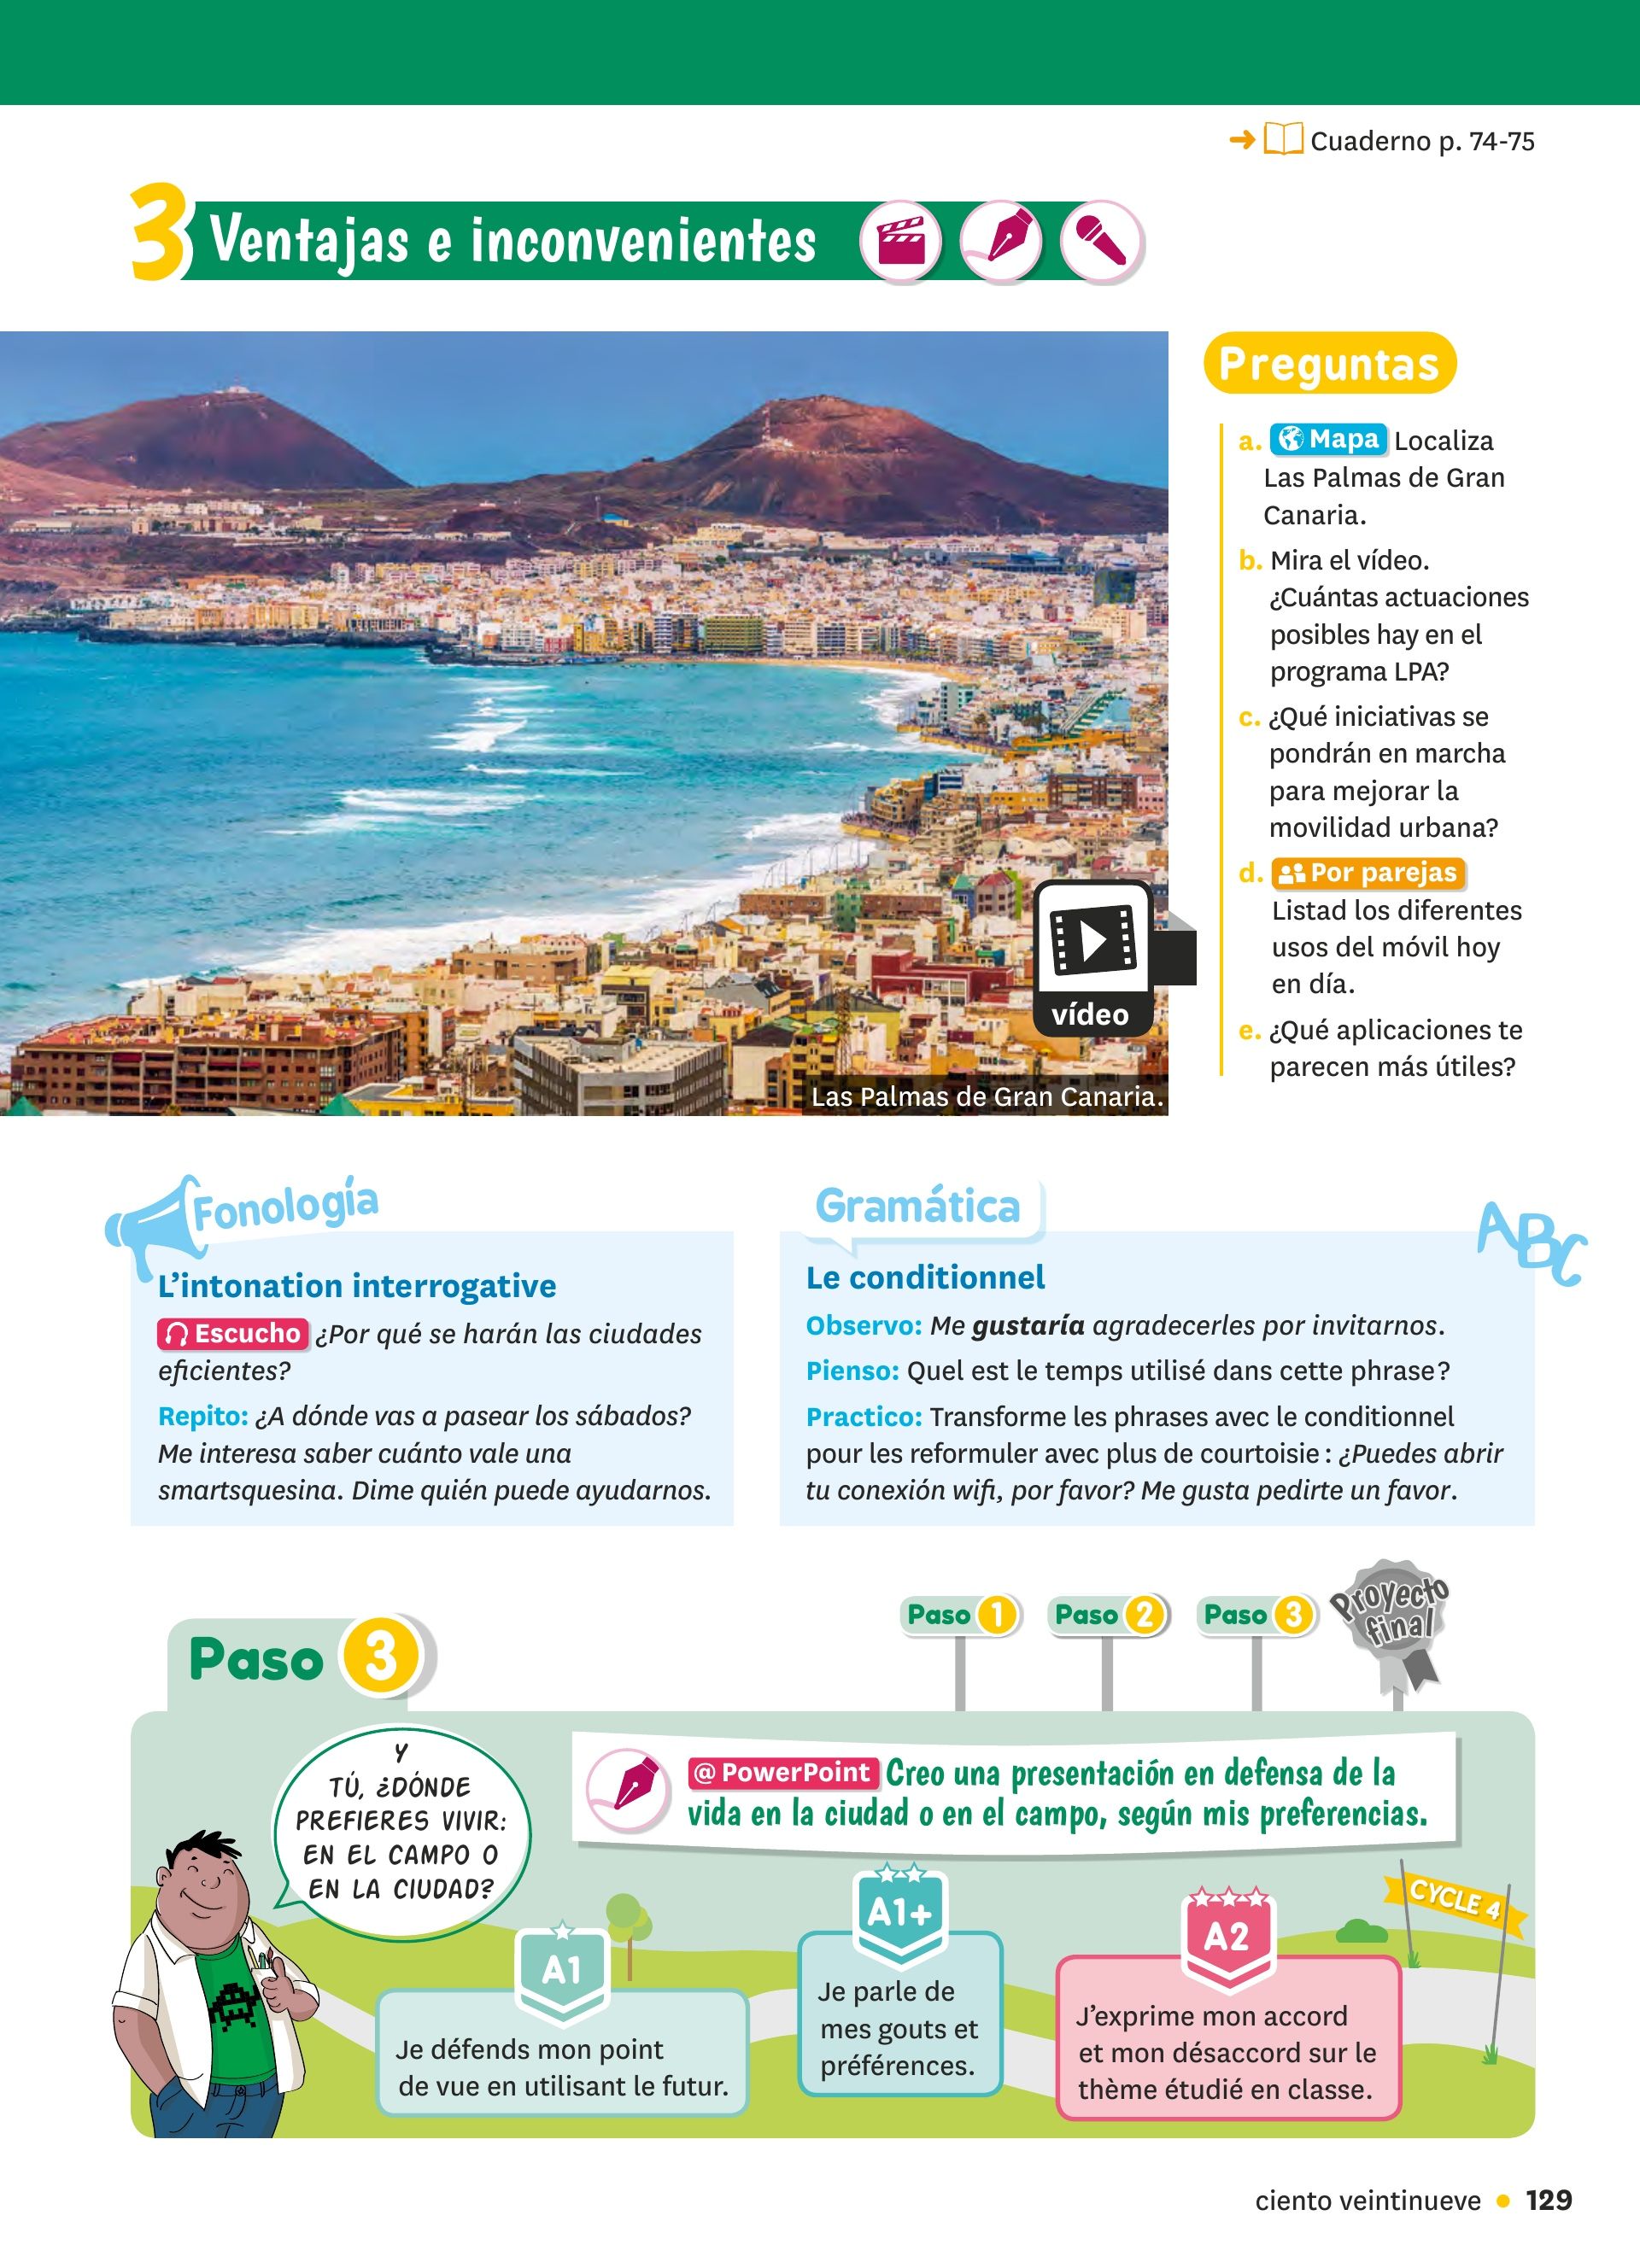 Cuaderno p. 74-75
3 Ventajas e inconvenientes
Las Palmas de Gran Canaria.
vídeo
Preguntas
a. Mapa Localiza
Las Palmas de Gran
Canaria.
b. Mira el vídeo.
¿Cuántas actuaciones
posibles hay en el
programa LPA?
c. ¿Qué iniciativas se
pondrán en marcha
para mejorar la
movilidad urbana?
d. Por parejas
Listad los diferentes
usos del móvil hoy
en día.
e. ¿Qué aplicaciones te
parecen más útiles?
Fonología
L'intonation interrogative
Escucho ¿Por qué se harán las ciudades
eficientes?
Repito: ¿A dónde vas a pasear los sábados?
Me interesa saber cuánto vale una
smartsquesina. Dime quién puede ayudarnos.
Gramática
ABC
Le conditionnel
Observo: Me gustaría agradecerles por invitarnos.
Pienso: Quel est le temps utilisé dans cette phrase ?
Practico: Transforme les phrases avec le conditionnel
pour les reformuler avec plus de courtoisie : ¿Puedes abrir
tu conexión wifi, por favor? Me gusta pedirte un favor.
Paso 1
Paso 2
Paso 3
Proyecto
final
Paso 3
Y
TÚ, ¿DÓNDE
PREFIERES VIVIR:
EN EL CAMPO O
EN LA CIUDAD?
@ PowerPoint Creo una presentación en defensa de la
vida en la ciudad o en el campo, según mis preferencias.
A1
Je défends mon point
de vue en utilisant le futur.
A1+
Je parle de
mes gouts et
préférences.
A2
J'exprime mon accord
et mon désaccord sur le
thème étudié en classe.
CYCLE 4
ciento veintinueve • 129